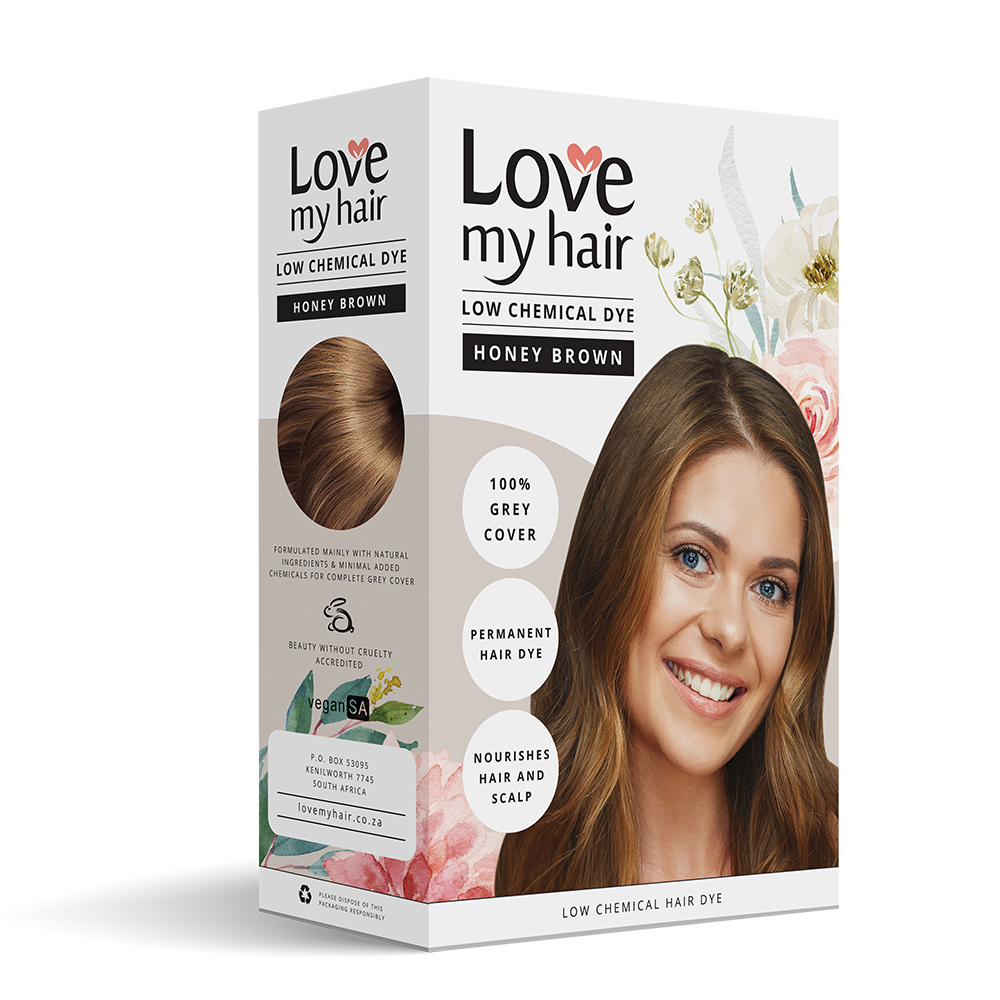 Love
my hair
LOW CHEMICAL DYE
HONEY BROWN
FORMULATED MAINLY WITH NATURAL
INGREDIENTS & MINIMAL ADDED
CHEMICALS FOR COMPLETE GREY COVER
BEAUTY WITHOUT CRUELTY
ACCREDITED
vegan SA
P.O. BOX 53095
KENILWORTH 7745
SOUTH AFRICA
lovemyhair.co.za
PLEASE DISPOSE OF THIS
PACKAGING RESPONSIBLY
Love
my hair
LOW CHEMICAL DYE
HONEY BROWN
100%
GREY
COVER
PERMANENT
HAIR DYE
NOURISHES
HAIR AND
SCALP
LOW CHEMICAL HAIR DYE